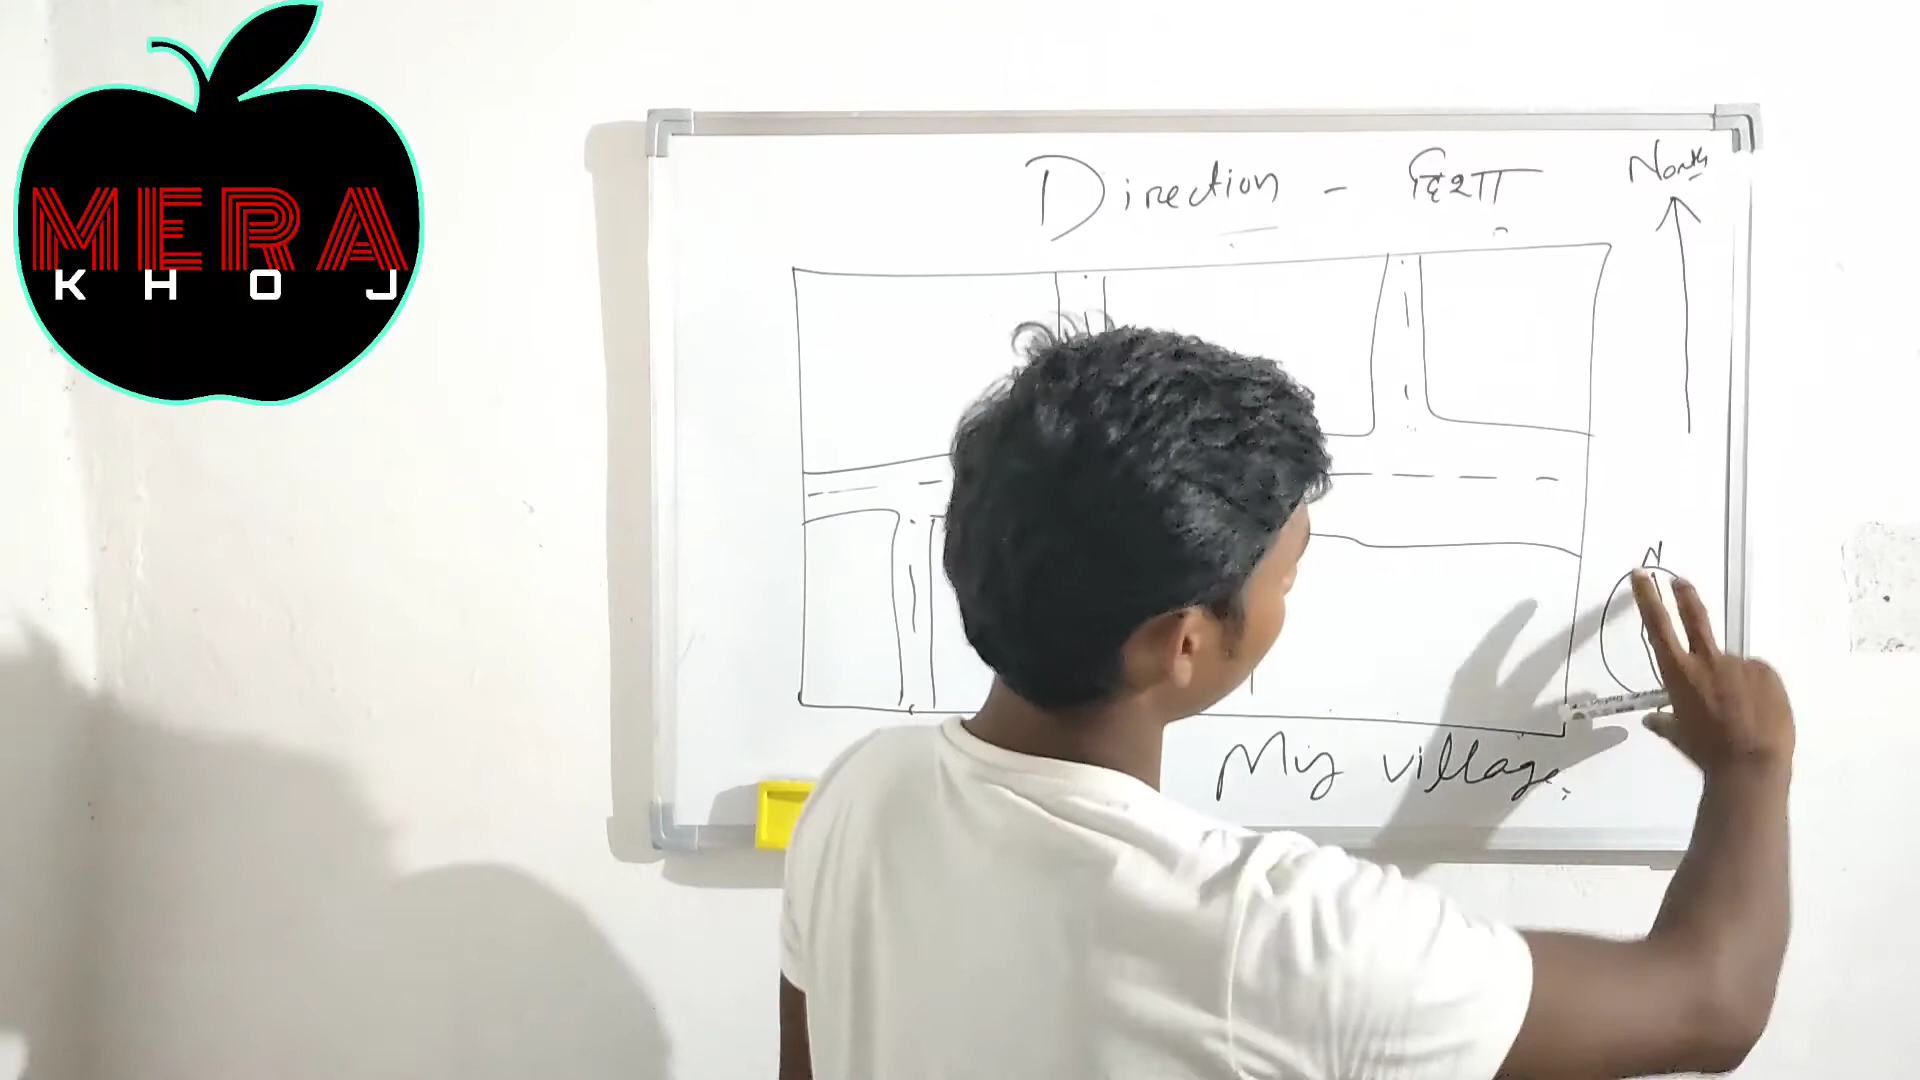 MERA
KHOJ
Direction - दिशा
North
N
My village